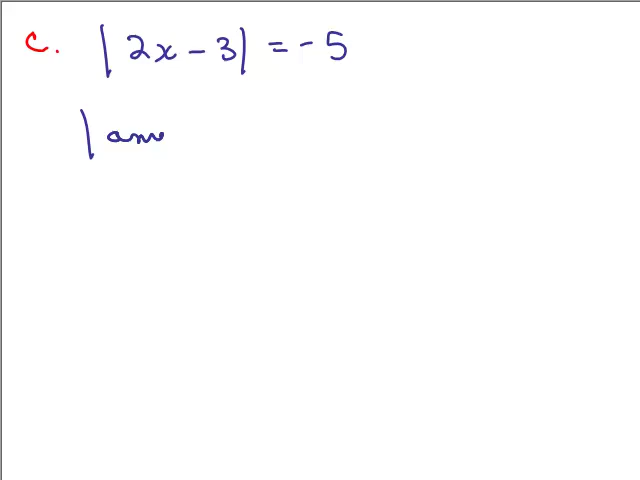 c. |2x - 3| = -5
|